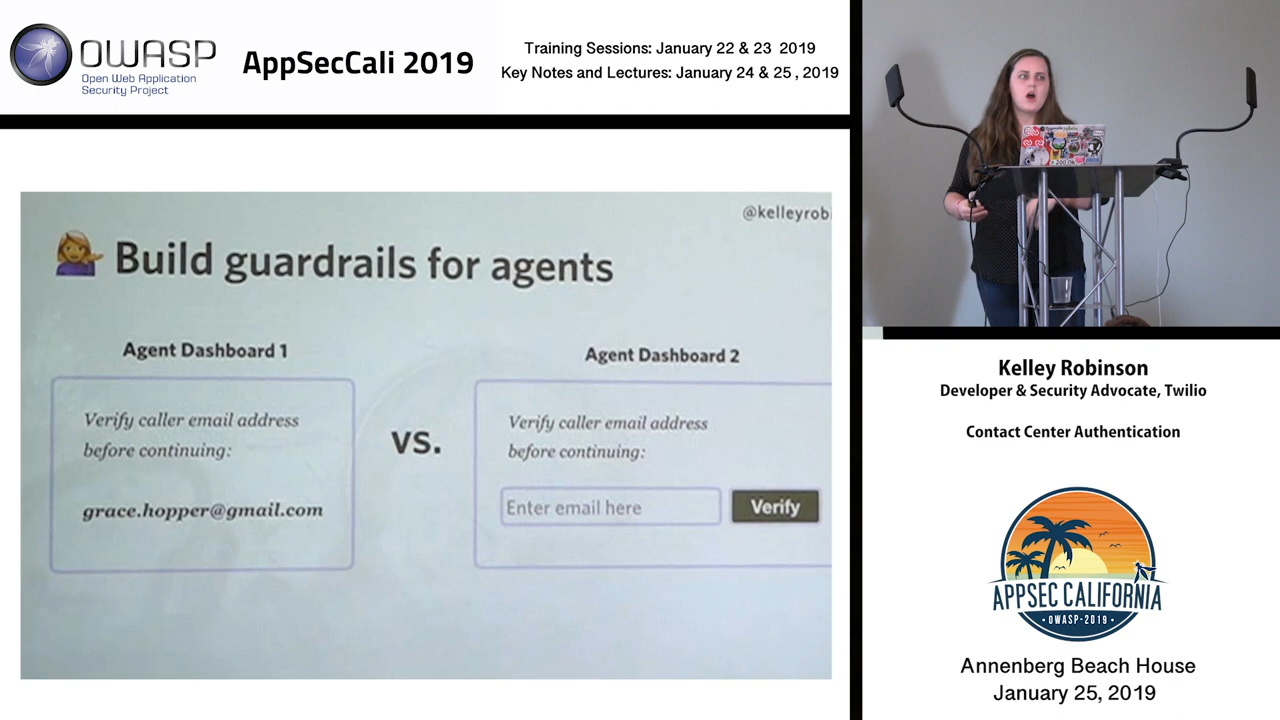 OWASP
Open Web Application
Security Project
AppSecCali 2019
Training Sessions: January 22 & 23 2019
Key Notes and Lectures: January 24 & 25, 2019
@kelleyrobi
Build guardrails for agents
Agent Dashboard 1
Verify caller email address
before continuing:
grace.hopper@gmail.com
vs.
Agent Dashboard 2
Verify caller email address
before continuing:
Enter email here
Verify
Kelley Robinson
Developer & Security Advocate, Twilio
Contact Center Authentication
APPSEC CALIFORNIA
OWASP-2019
Annenberg Beach House
January 25, 2019